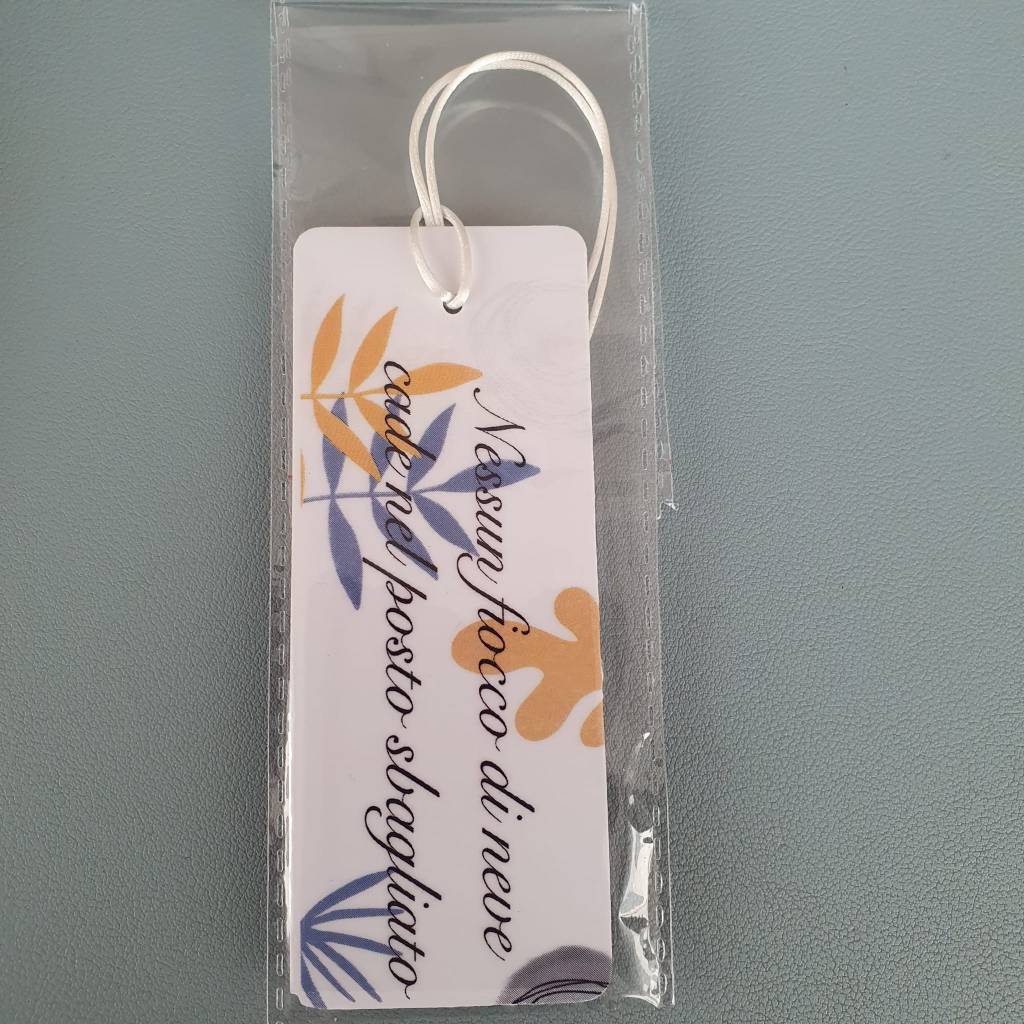 Nessun fiocco di neve
cade nel posto sbagliato